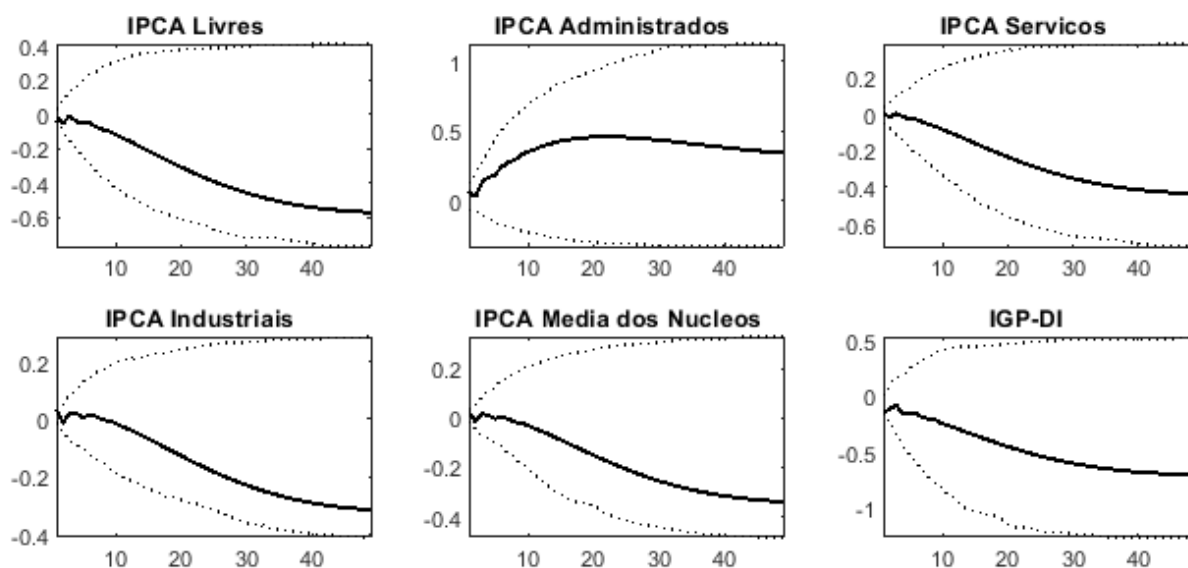 IPCA Livres
0.4
0.2
0
-0.2
-0.4
-0.6
10 20 30 40
IPCA Administrados
1
0.5
0
10 20 30 40
IPCA Servicos
0.2
0
-0.2
-0.4
-0.6
10 20 30 40
IPCA Industriais
0.2
0
-0.2
-0.4
10 20 30 40
IPCA Media dos Nucleos
0.2
0
-0.2
-0.4
10 20 30 40
IGP-DI
0.5
0
-0.5
-1
10 20 30 40